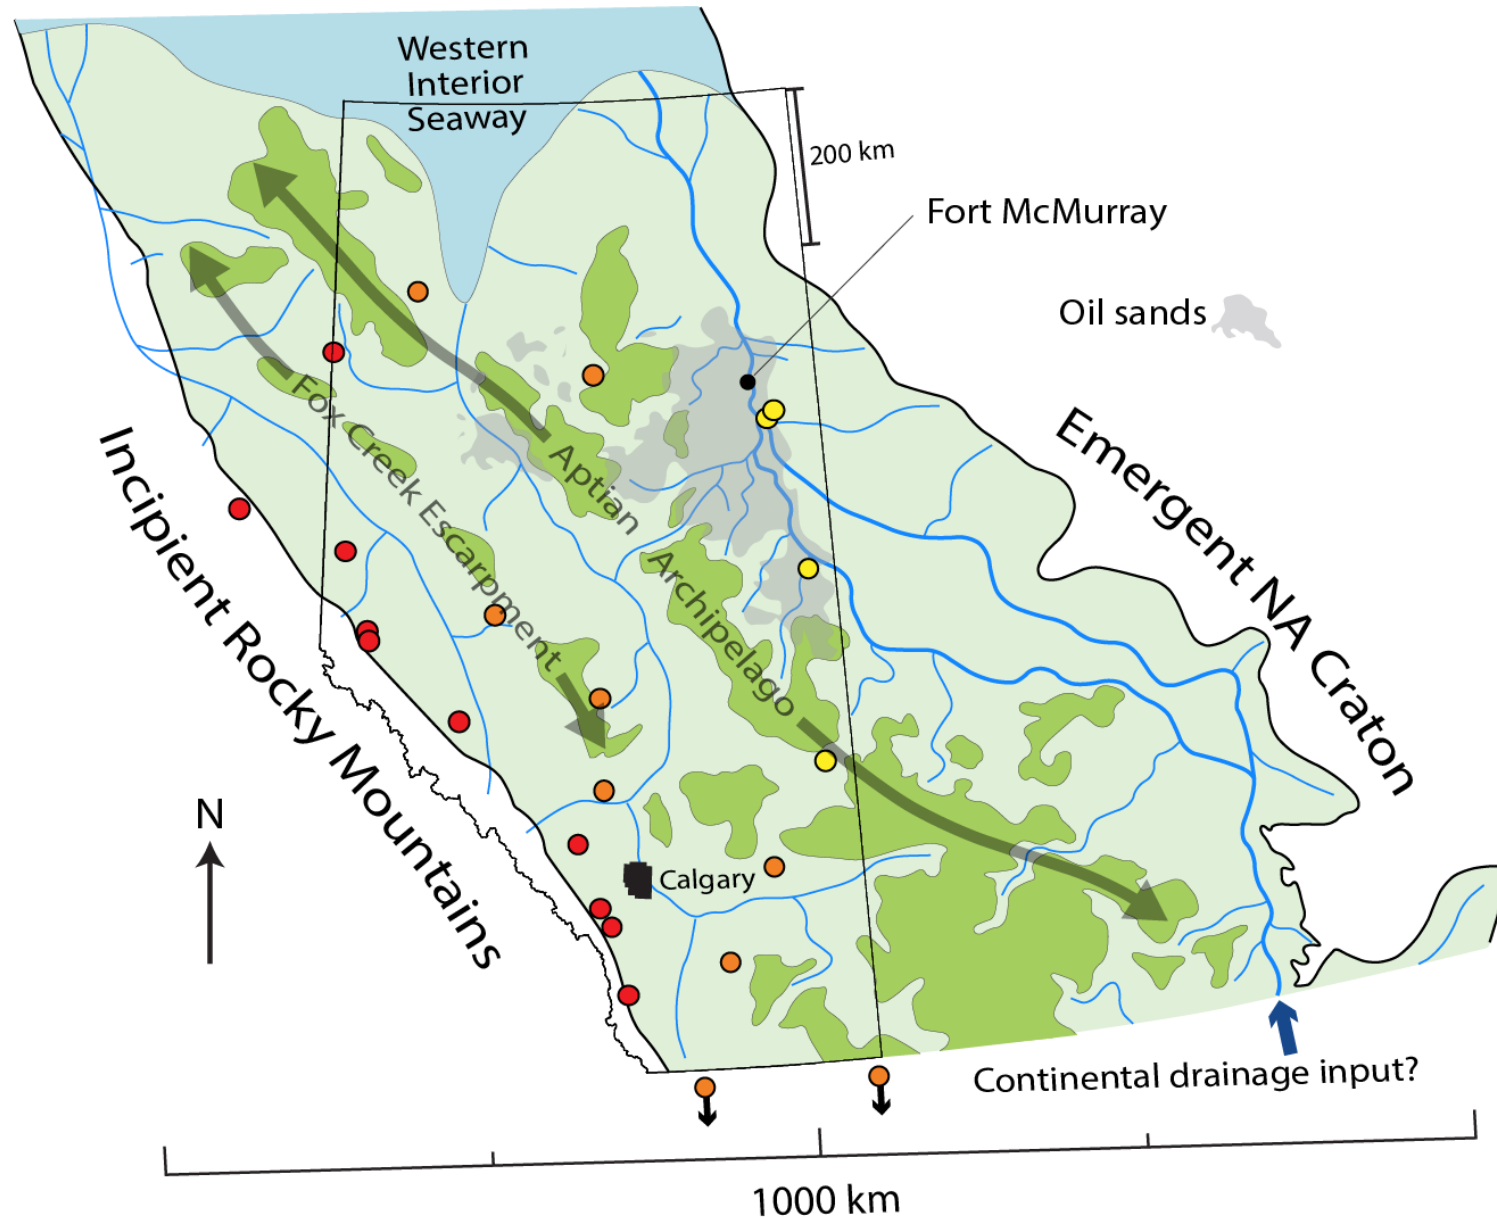 Western
Interior
Seaway
200 km
Fort McMurray
Oil sands
Emergent NA Craton
Fox Creek Escarpment
Aptian Archipelago
Incipient Rocky Mountains
N
Calgary
Continental drainage input?
1000 km